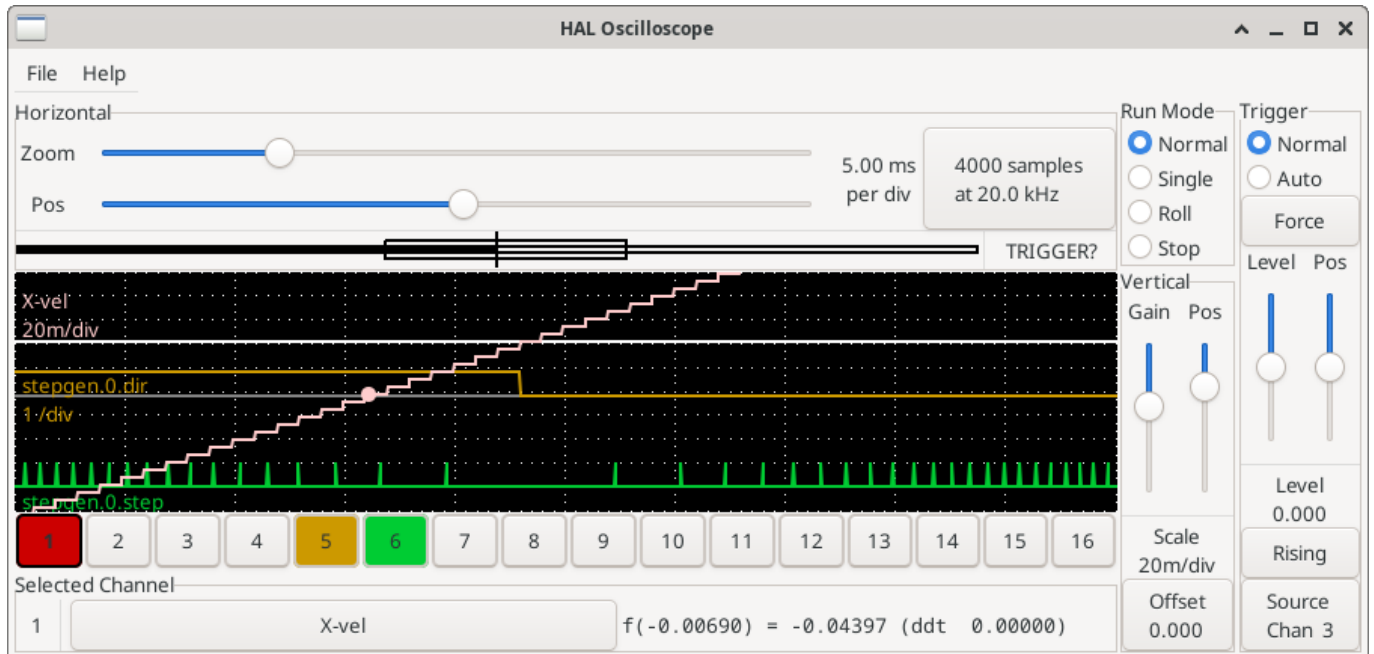 HAL Oscilloscope
File Help
Horizontal
Zoom
Pos
5.00 ms
per div
4000 samples
at 20.0 kHz
TRIGGER?
Run Mode
Normal
Single
Roll
Stop
Trigger
Normal
Auto
Force
Level Pos
Level
0.000
Rising
Source
Chan 3
Vertical
Gain Pos
Scale
20m/div
Offset
0.000
X-vel
20m/div
stepgen.0.dir
1 /div
stepgen.0.step
1 2 3 4 5 6 7 8 9 10 11 12 13 14 15 16
Selected Channel
1 X-vel f(-0.00690) = -0.04397 (ddt 0.00000)